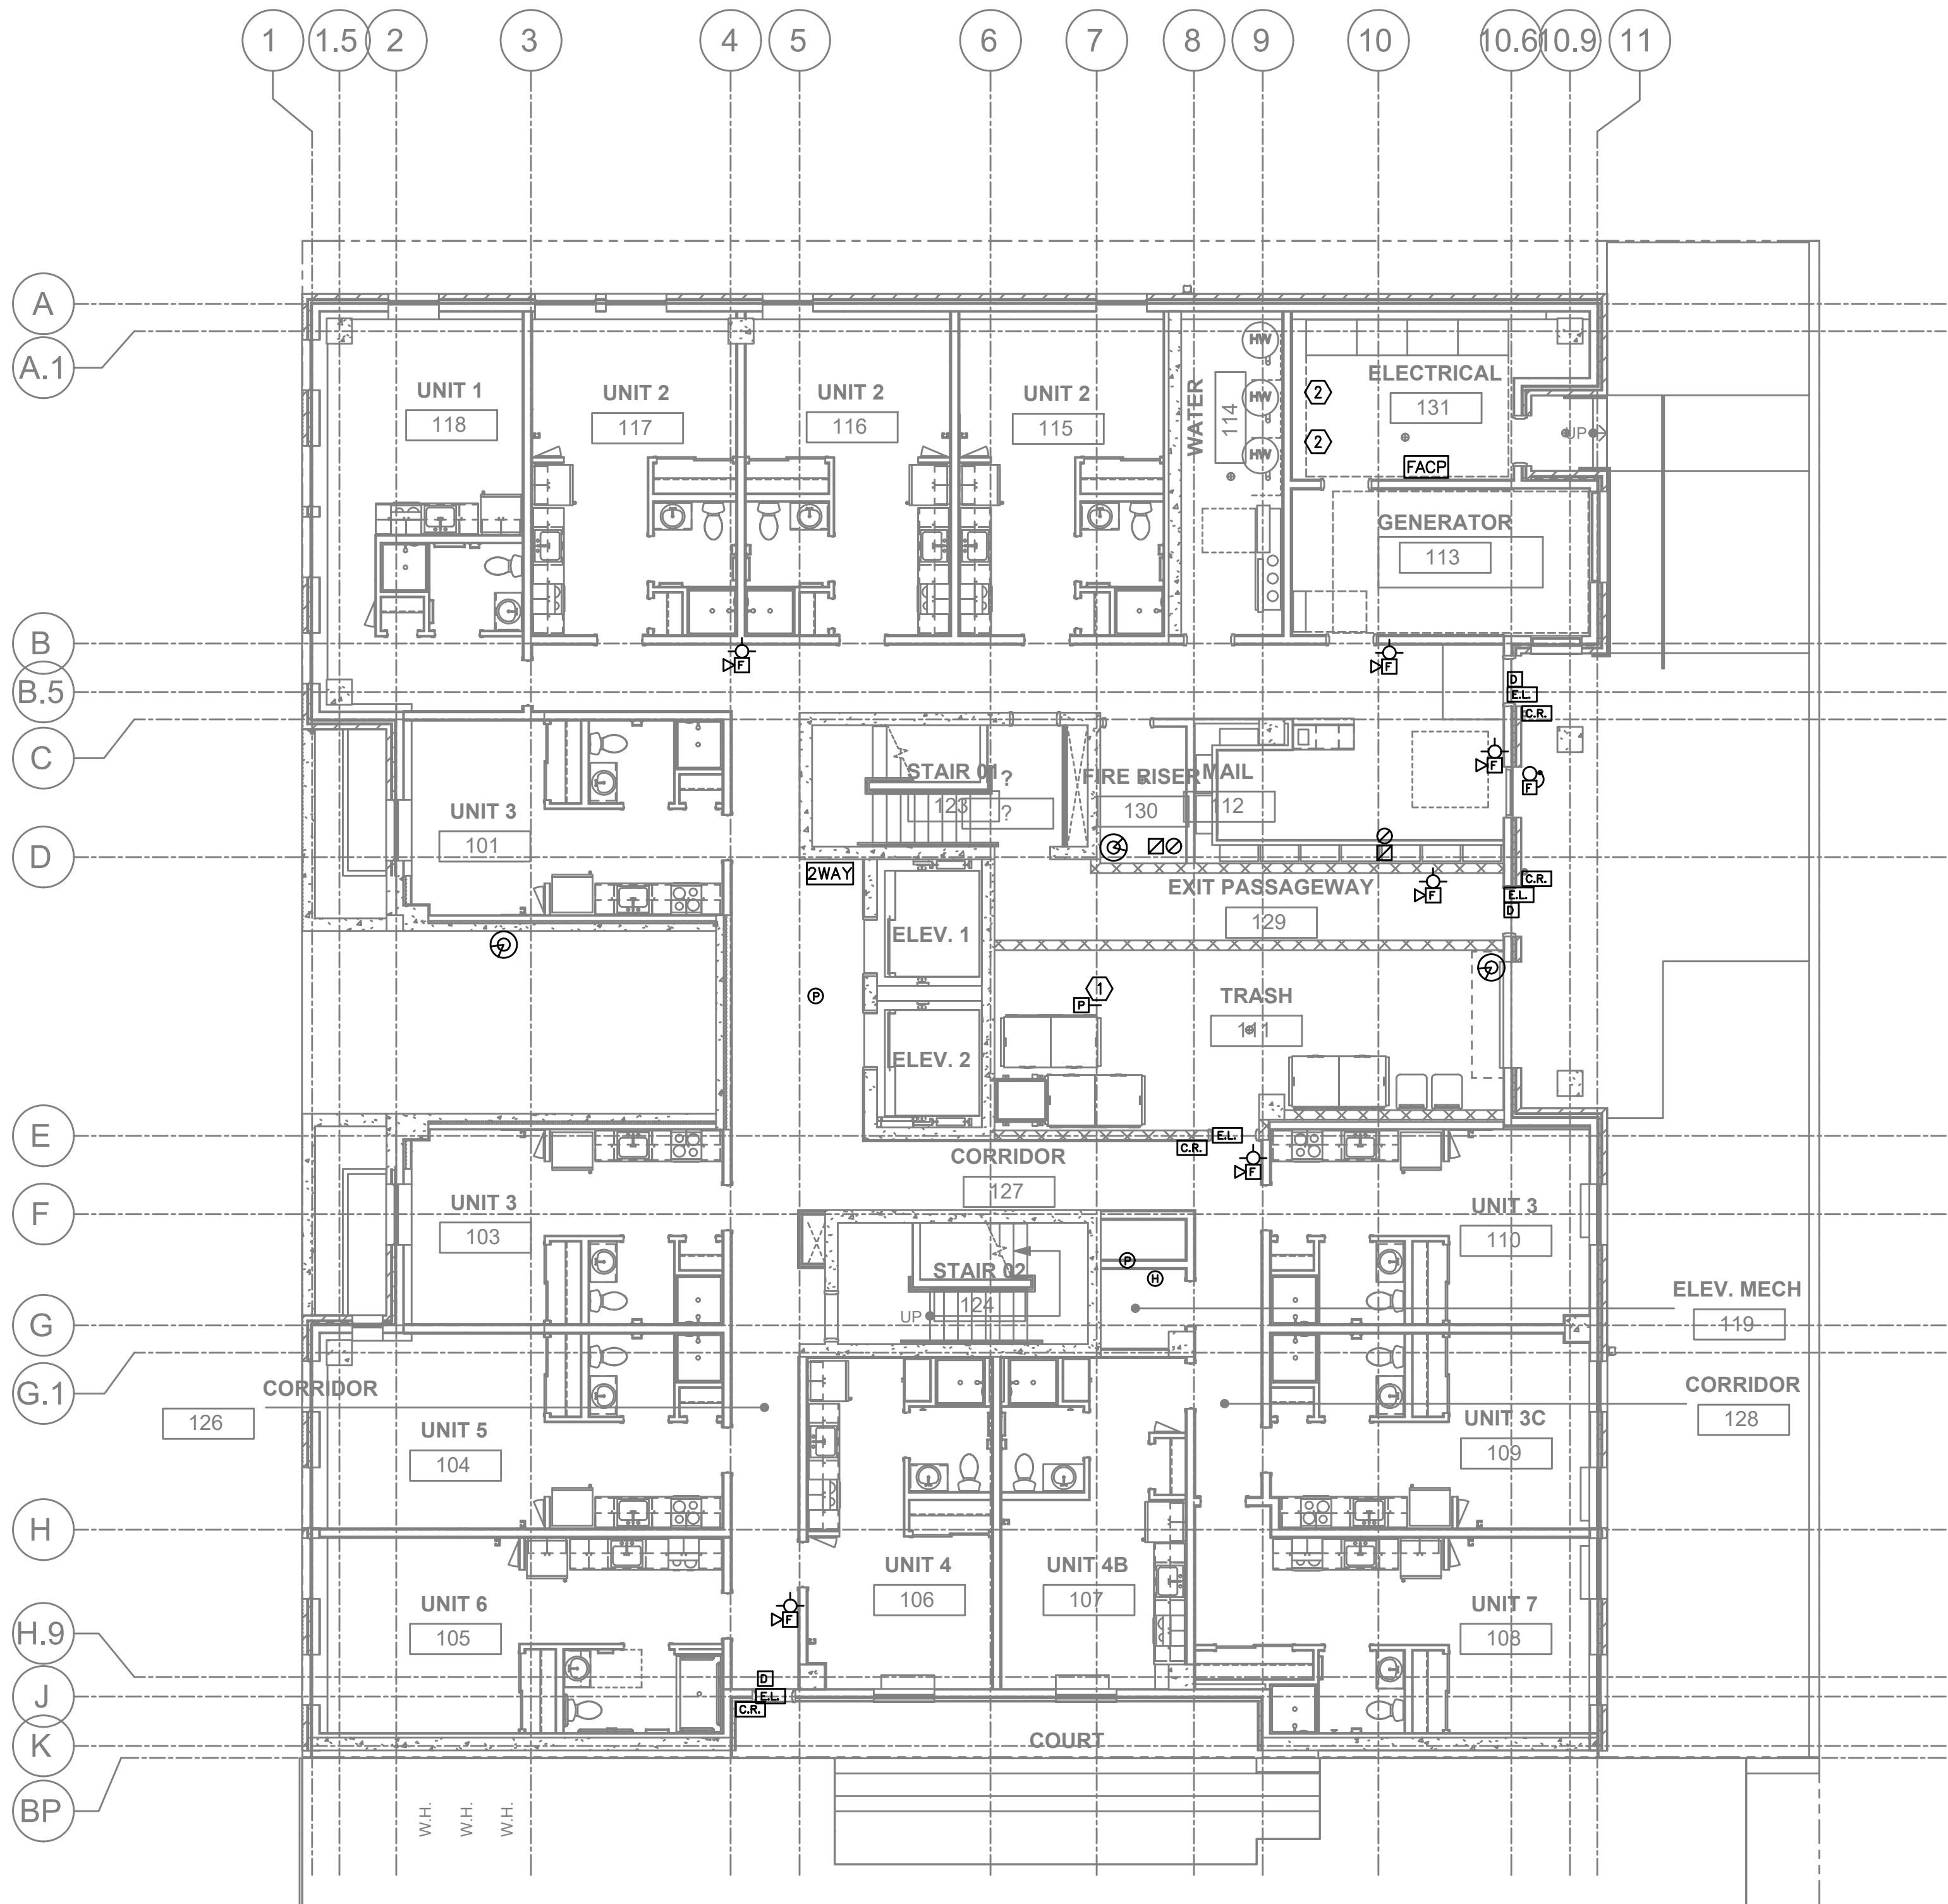 1 1.5 2 3 4 5 6 7 8 9 10 10.6 10.9 11
A
A.1
B
B.5
C
D
E
F
G
G.1
H
H.9
J
K
BP
UNIT 1
118
UNIT 2
117
UNIT 2
116
UNIT 2
115
WATER
114
HW
HW
HW
ELECTRICAL
131
2
2
FACP
UP
GENERATOR
113
F
F
D
E.L.
C.R.
F
F
UNIT 3
101
STAIR 01
123
?
?
FIRE RISER
130
MAIL
112
2WAY
EXIT PASSAGEWAY
129
F
C.R.
E.L.
D
ELEV. 1
P
1
P
TRASH
111
ELEV. 2
E.L.
C.R.
F
CORRIDOR
127
UNIT 3
103
STAIR 02
124
UP
P
H
UNIT 3
110
ELEV. MECH
119
CORRIDOR
126
CORRIDOR
128
UNIT 5
104
UNIT 3C
109
UNIT 4
106
UNIT 4B
107
UNIT 6
105
UNIT 7
108
F
D
E.L.
C.R.
COURT
W.H.
W.H.
W.H.